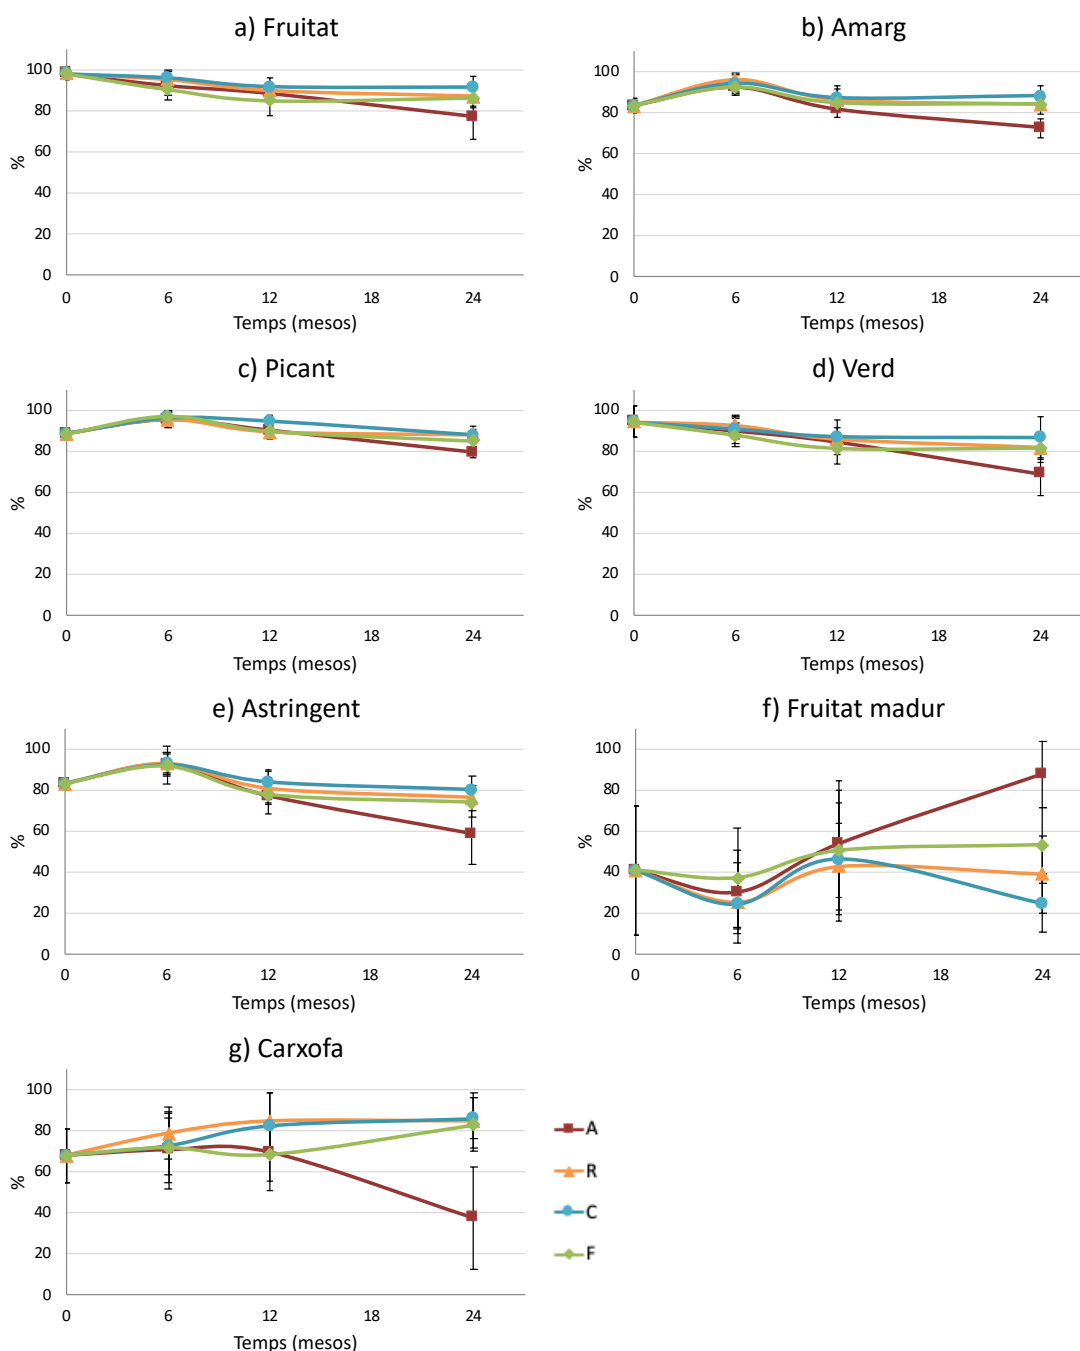 a) Fruitat
100
80
60
40
20
0
%
0 6 12 18 24
Temps (mesos)
b) Amarg
100
80
60
40
20
0
%
0 6 12 18 24
Temps (mesos)
c) Picant
100
80
60
40
20
0
%
0 6 12 18 24
Temps (mesos)
d) Verd
100
80
60
40
20
0
%
0 6 12 18 24
Temps (mesos)
e) Astringent
100
80
60
40
20
0
%
0 6 12 18 24
Temps (mesos)
f) Fruitat madur
100
80
60
40
20
0
%
0 6 12 18 24
Temps (mesos)
g) Carxofa
100
80
60
40
20
0
%
0 6 12 18 24
Temps (mesos)
A
R
C
F